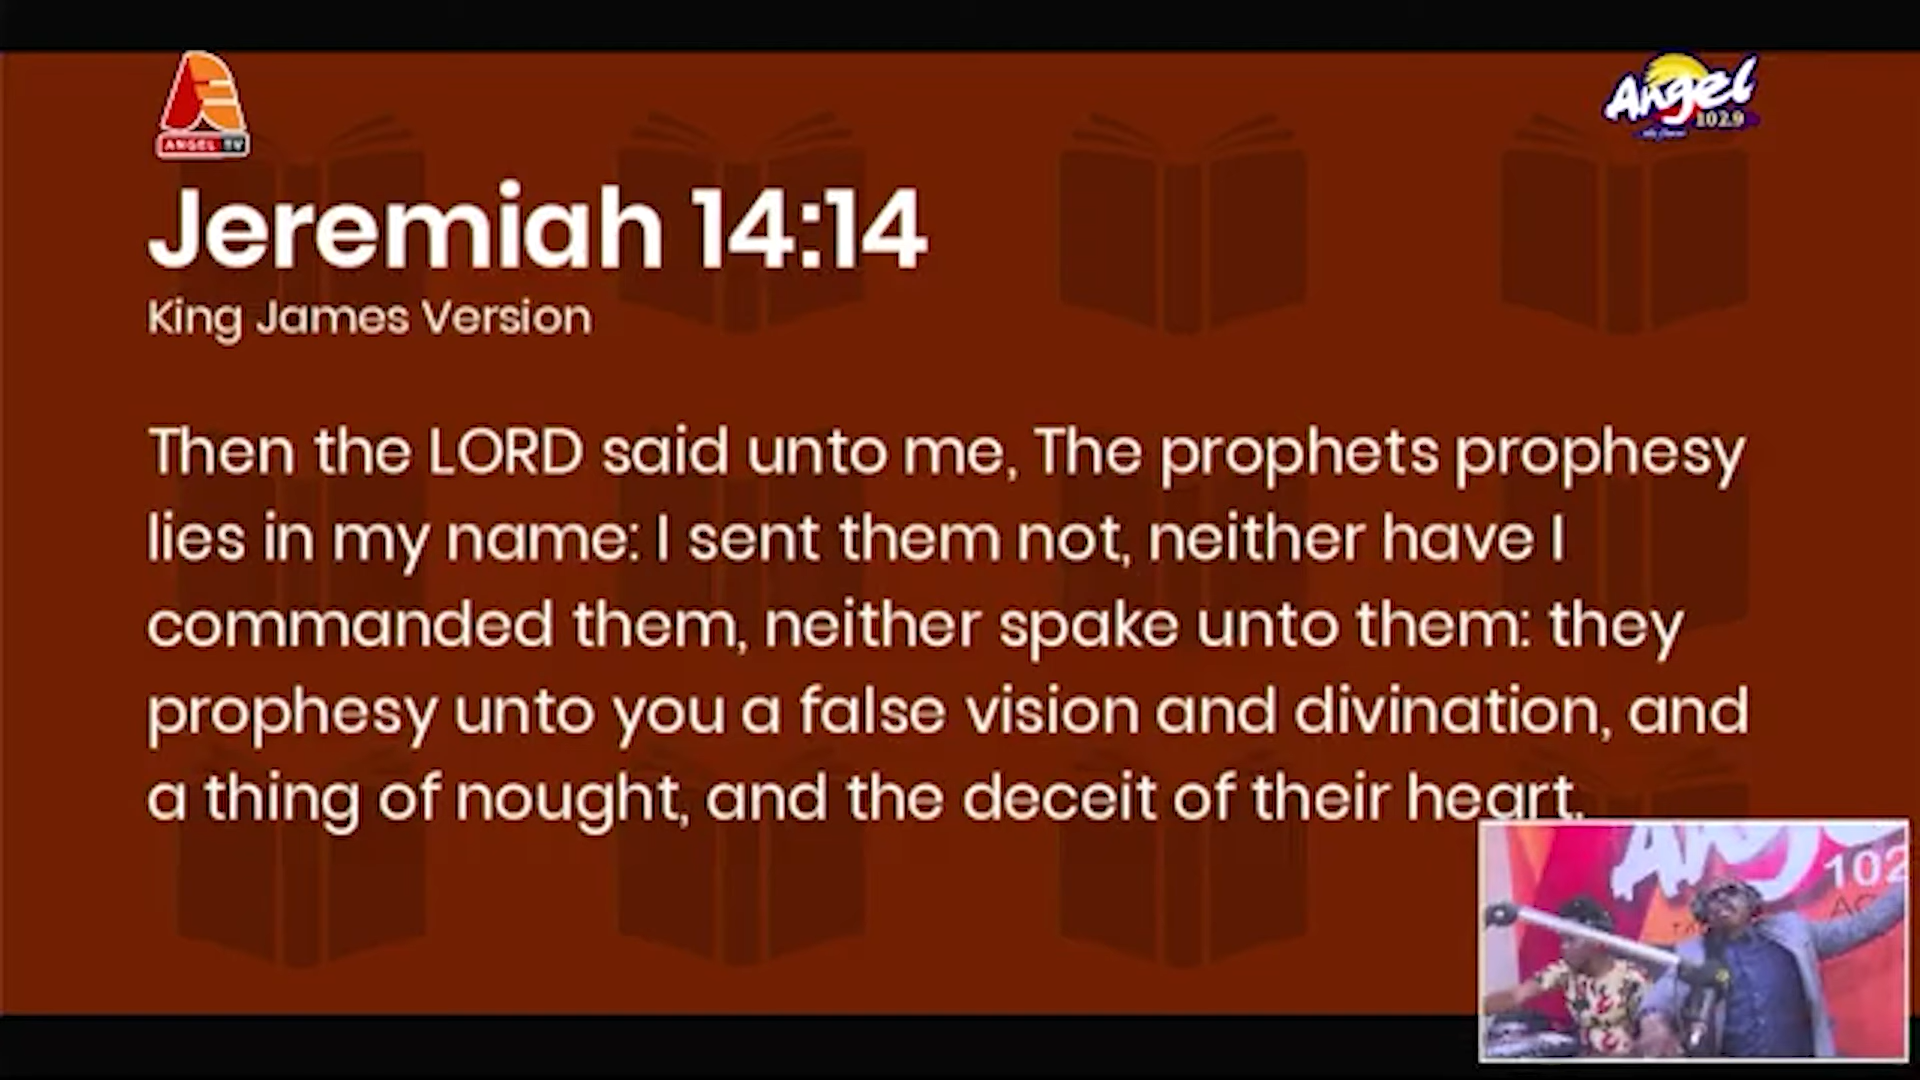 ANGEL TV
Angel
102.9
Jeremiah 14:14
King James Version
Then the LORD said unto me, The prophets prophesy
lies in my name: I sent them not, neither have I
commanded them, neither spake unto them: they
prophesy unto you a false vision and divination, and
a thing of nought, and the deceit of their heart.
102